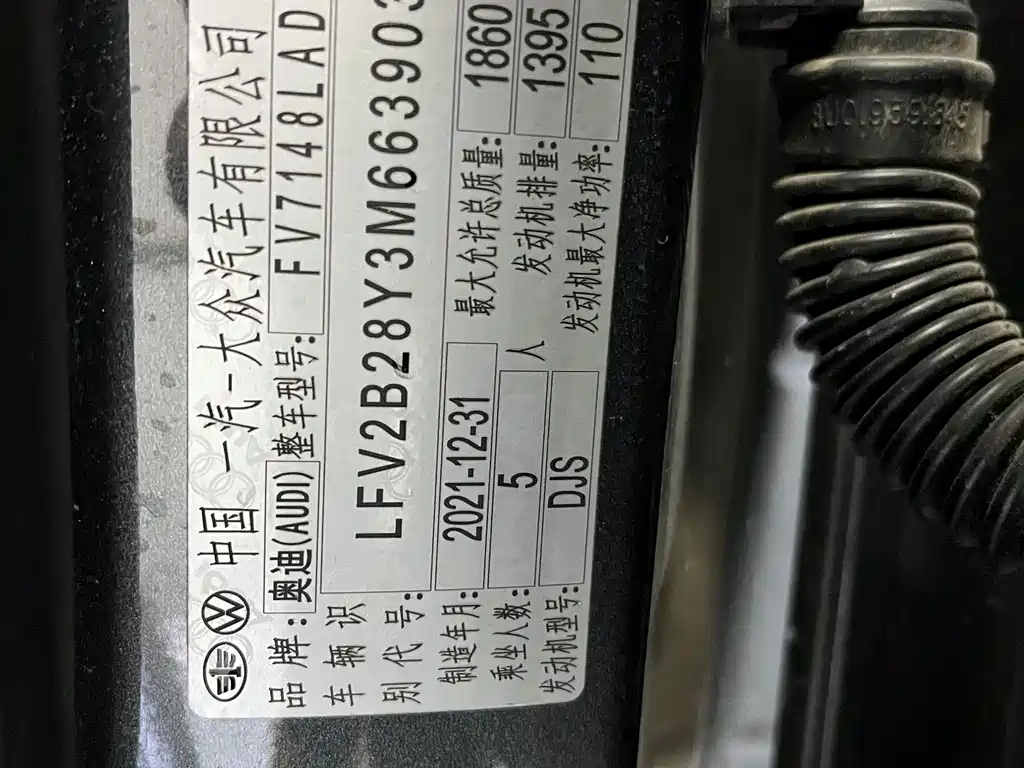 中国一汽-大众汽车有限公司
品牌:奥迪(AUDI) 整车型号: FV7148LAD
车辆识别代号: LFV2B28Y3M663903
制造年月: 2021-12-31 最大允许总质量: 1860
乘坐人数: 5 人 发动机排量: 1395
发动机型号: DJS 发动机最大净功率: 110